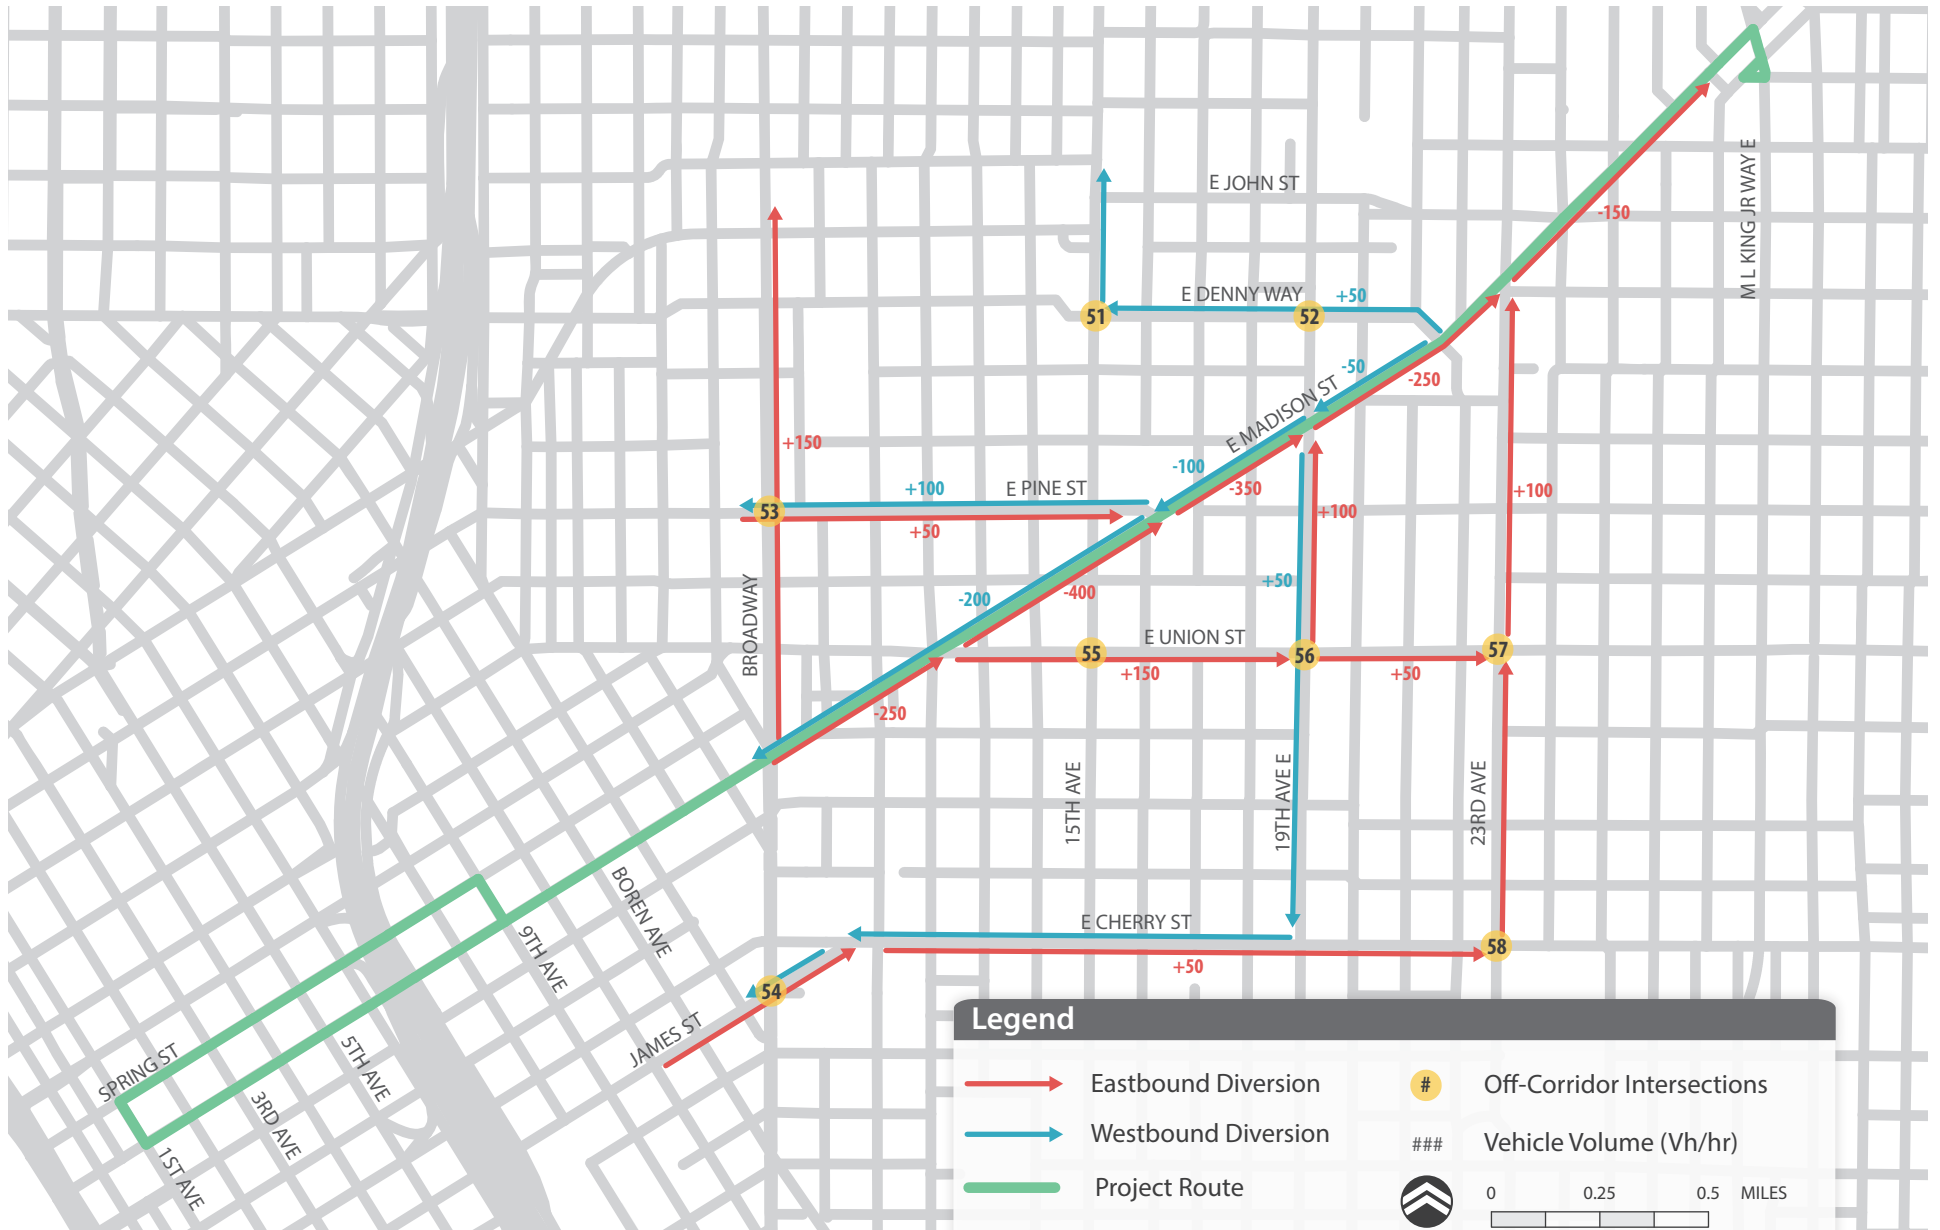 E JOHN ST
-150
M L KING JR WAY E
E DENNY WAY
+50
51
52
-50
-250
E MADISON ST
+150
-100
-350
+100
E PINE ST
+100
+100
53
+50
+50
-200
-400
BROADWAY
E UNION ST
55
56
57
+150
+50
-250
15TH AVE
19TH AVE E
23RD AVE
BOREN AVE
E CHERRY ST
9TH AVE
58
+50
54
JAMES ST
SPRING ST
5TH AVE
3RD AVE
1ST AVE
Legend
Eastbound Diversion
# Off-Corridor Intersections
Westbound Diversion
### Vehicle Volume (Vh/hr)
Project Route
0 0.25 0.5 MILES